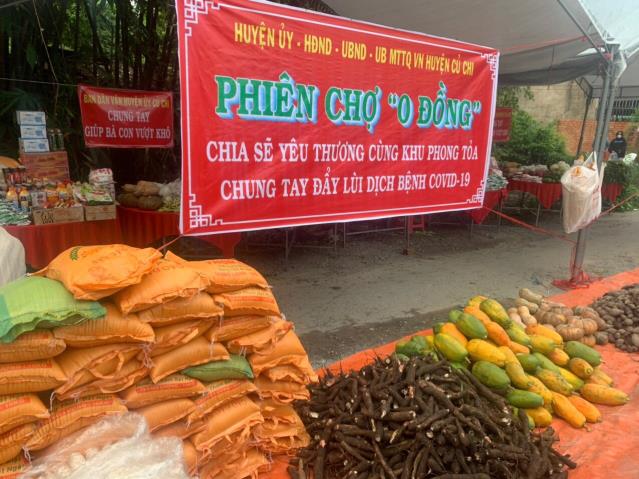 HUYỆN ỦY - HĐND - UBND - UB MTTQ VN HUYỆN CỦ CHI
PHIÊN CHỢ "0 ĐỒNG"
CHIA SẼ YÊU THƯƠNG CÙNG KHU PHONG TỎA
CHUNG TAY ĐẨY LÙI DỊCH BỆNH COVID-19
BAN DÂN VẬN HUYỆN ỦY CỦ CHI
CHUNG TAY
GIÚP BÀ CON VƯỢT KHÓ